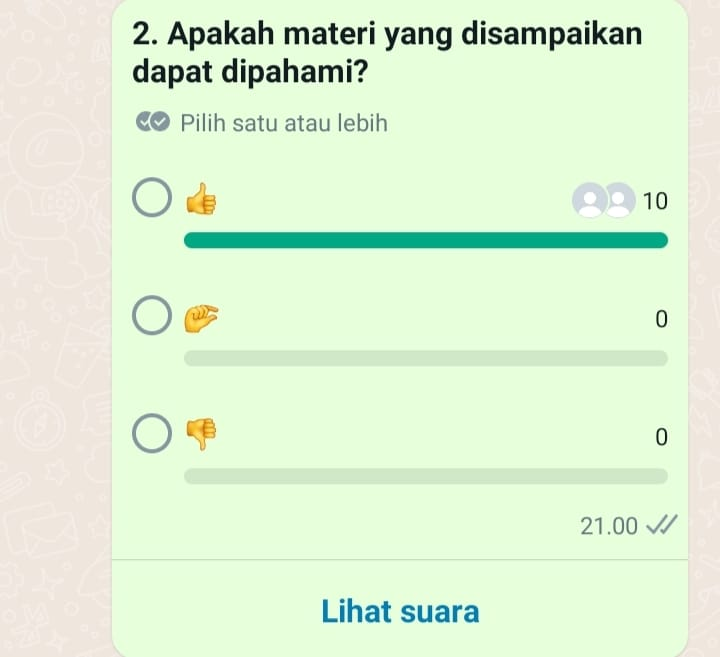 2. Apakah materi yang disampaikan
dapat dipahami?
Pilih satu atau lebih
👍 10
🤏 0
👎 0
21.00
Lihat suara